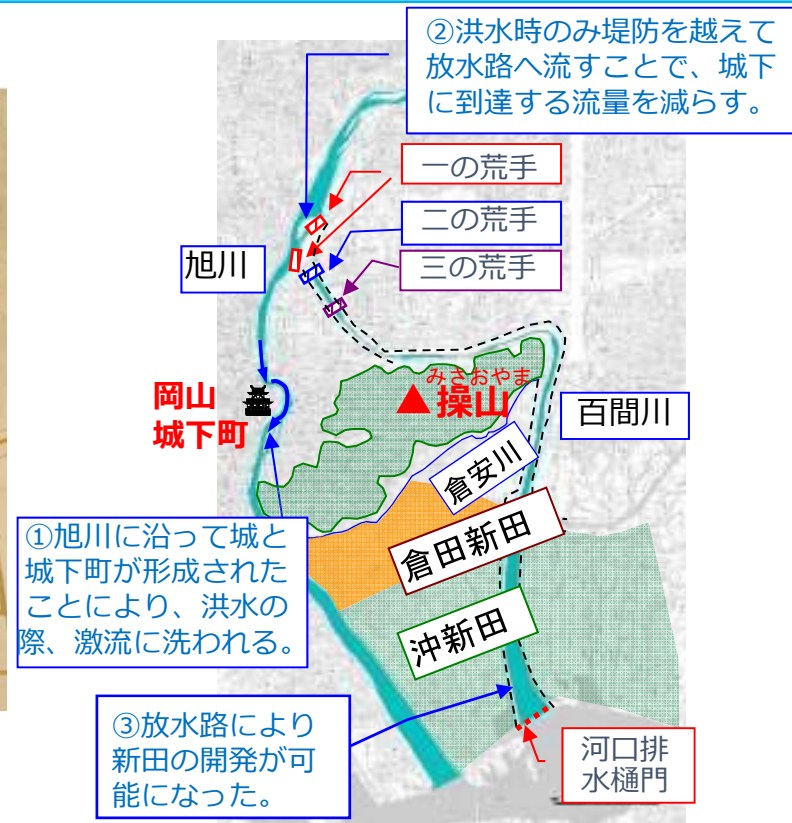 ②洪水時のみ堤防を越えて
放水路へ流すことで、城下
に到達する流量を減らす。
一の荒手
二の荒手
三の荒手
旭川
みさおやま
操山
岡山
城下町
百間川
倉安川
倉田新田
沖新田
①旭川に沿って城と
城下町が形成された
ことにより、洪水の
際、激流に洗われる。
③放水路により
新田の開発が可
能になった。
河口排
水樋門